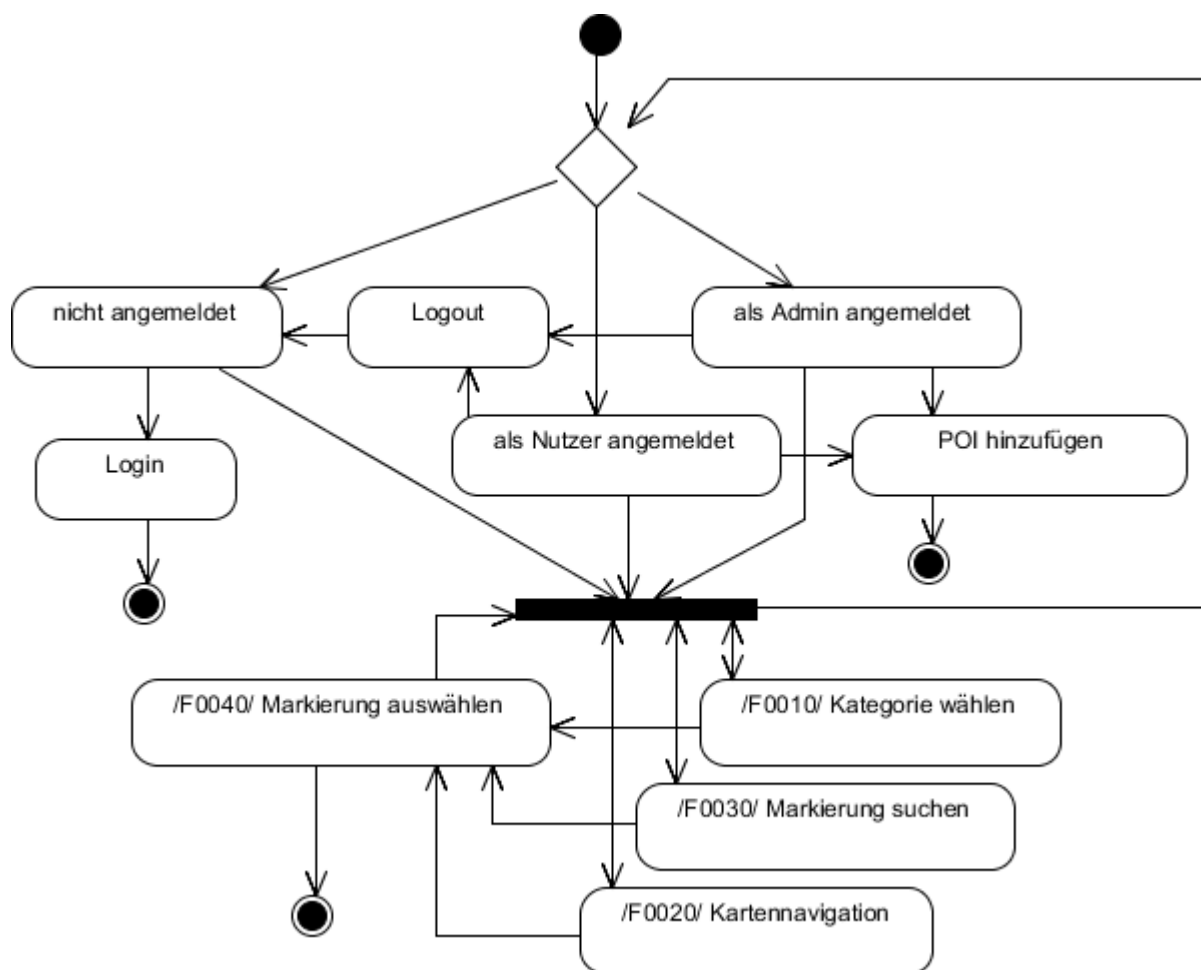 nicht angemeldet
Logout
als Admin angemeldet
Login
als Nutzer angemeldet
POI hinzufügen
/F0040/ Markierung auswählen
/F0010/ Kategorie wählen
/F0030/ Markierung suchen
/F0020/ Kartennavigation